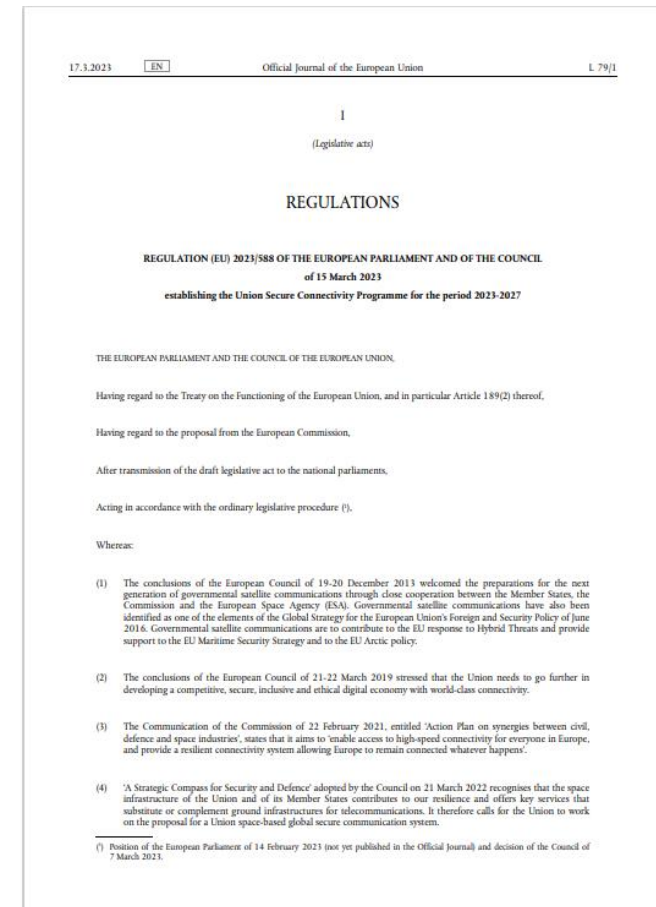 17.3.2023 EN Official Journal of the European Union L 79/1
I
(Legislative acts)
REGULATIONS
REGULATION (EU) 2023/588 OF THE EUROPEAN PARLIAMENT AND OF THE COUNCIL
of 15 March 2023
establishing the Union Secure Connectivity Programme for the period 2023-2027
THE EUROPEAN PARLIAMENT AND THE COUNCIL OF THE EUROPEAN UNION,
Having regard to the Treaty on the Functioning of the European Union, and in particular Article 189(2) thereof,
Having regard to the proposal from the European Commission,
After transmission of the draft legislative act to the national parliaments,
Acting in accordance with the ordinary legislative procedure (¹),
Whereas:
(1) The conclusions of the European Council of 19-20 December 2013 welcomed the preparations for the next
generation of governmental satellite communications through close cooperation between the Member States, the
Commission and the European Space Agency (ESA). Governmental satellite communications have also been
identified as one of the elements of the Global Strategy for the European Union's Foreign and Security Policy of June
2016. Governmental satellite communications are to contribute to the EU response to Hybrid Threats and provide
support to the EU Maritime Security Strategy and to the EU Arctic policy.
(2) The conclusions of the European Council of 21-22 March 2019 stressed that the Union needs to go further in
developing a competitive, secure, inclusive and ethical digital economy with world-class connectivity.
(3) The Communication of the Commission of 22 February 2021, entitled 'Action Plan on synergies between civil,
defence and space industries', states that it aims to 'enable access to high-speed connectivity for everyone in Europe,
and provide a resilient connectivity system allowing Europe to remain connected whatever happens'.
(4) 'A Strategic Compass for Security and Defence' adopted by the Council on 21 March 2022 recognises that the space
infrastructure of the Union and of its Member States contributes to our resilience and offers key services that
substitute or complement ground infrastructures for telecommunications. It therefore calls for the Union to work
on the proposal for a Union space-based global secure communication system.
(¹) Position of the European Parliament of 14 February 2023 (not yet published in the Official Journal) and decision of the Council of
7 March 2023.